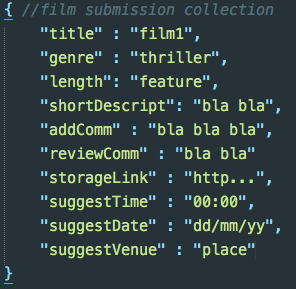 { //film submission collection
"title" : "film1",
"genre" : "thriller",
"length": "feature",
"shortDescript": "bla bla",
"addComm" : "bla bla bla",
"reviewComm" : "bla bla"
"storageLink" : "http...",
"suggestTime" : "00:00",
"suggestDate" : "dd/mm/yy",
"suggestVenue" : "place"
}